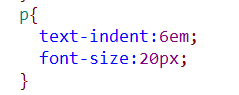 p{
text-indent:6em;
font-size:20px;
}